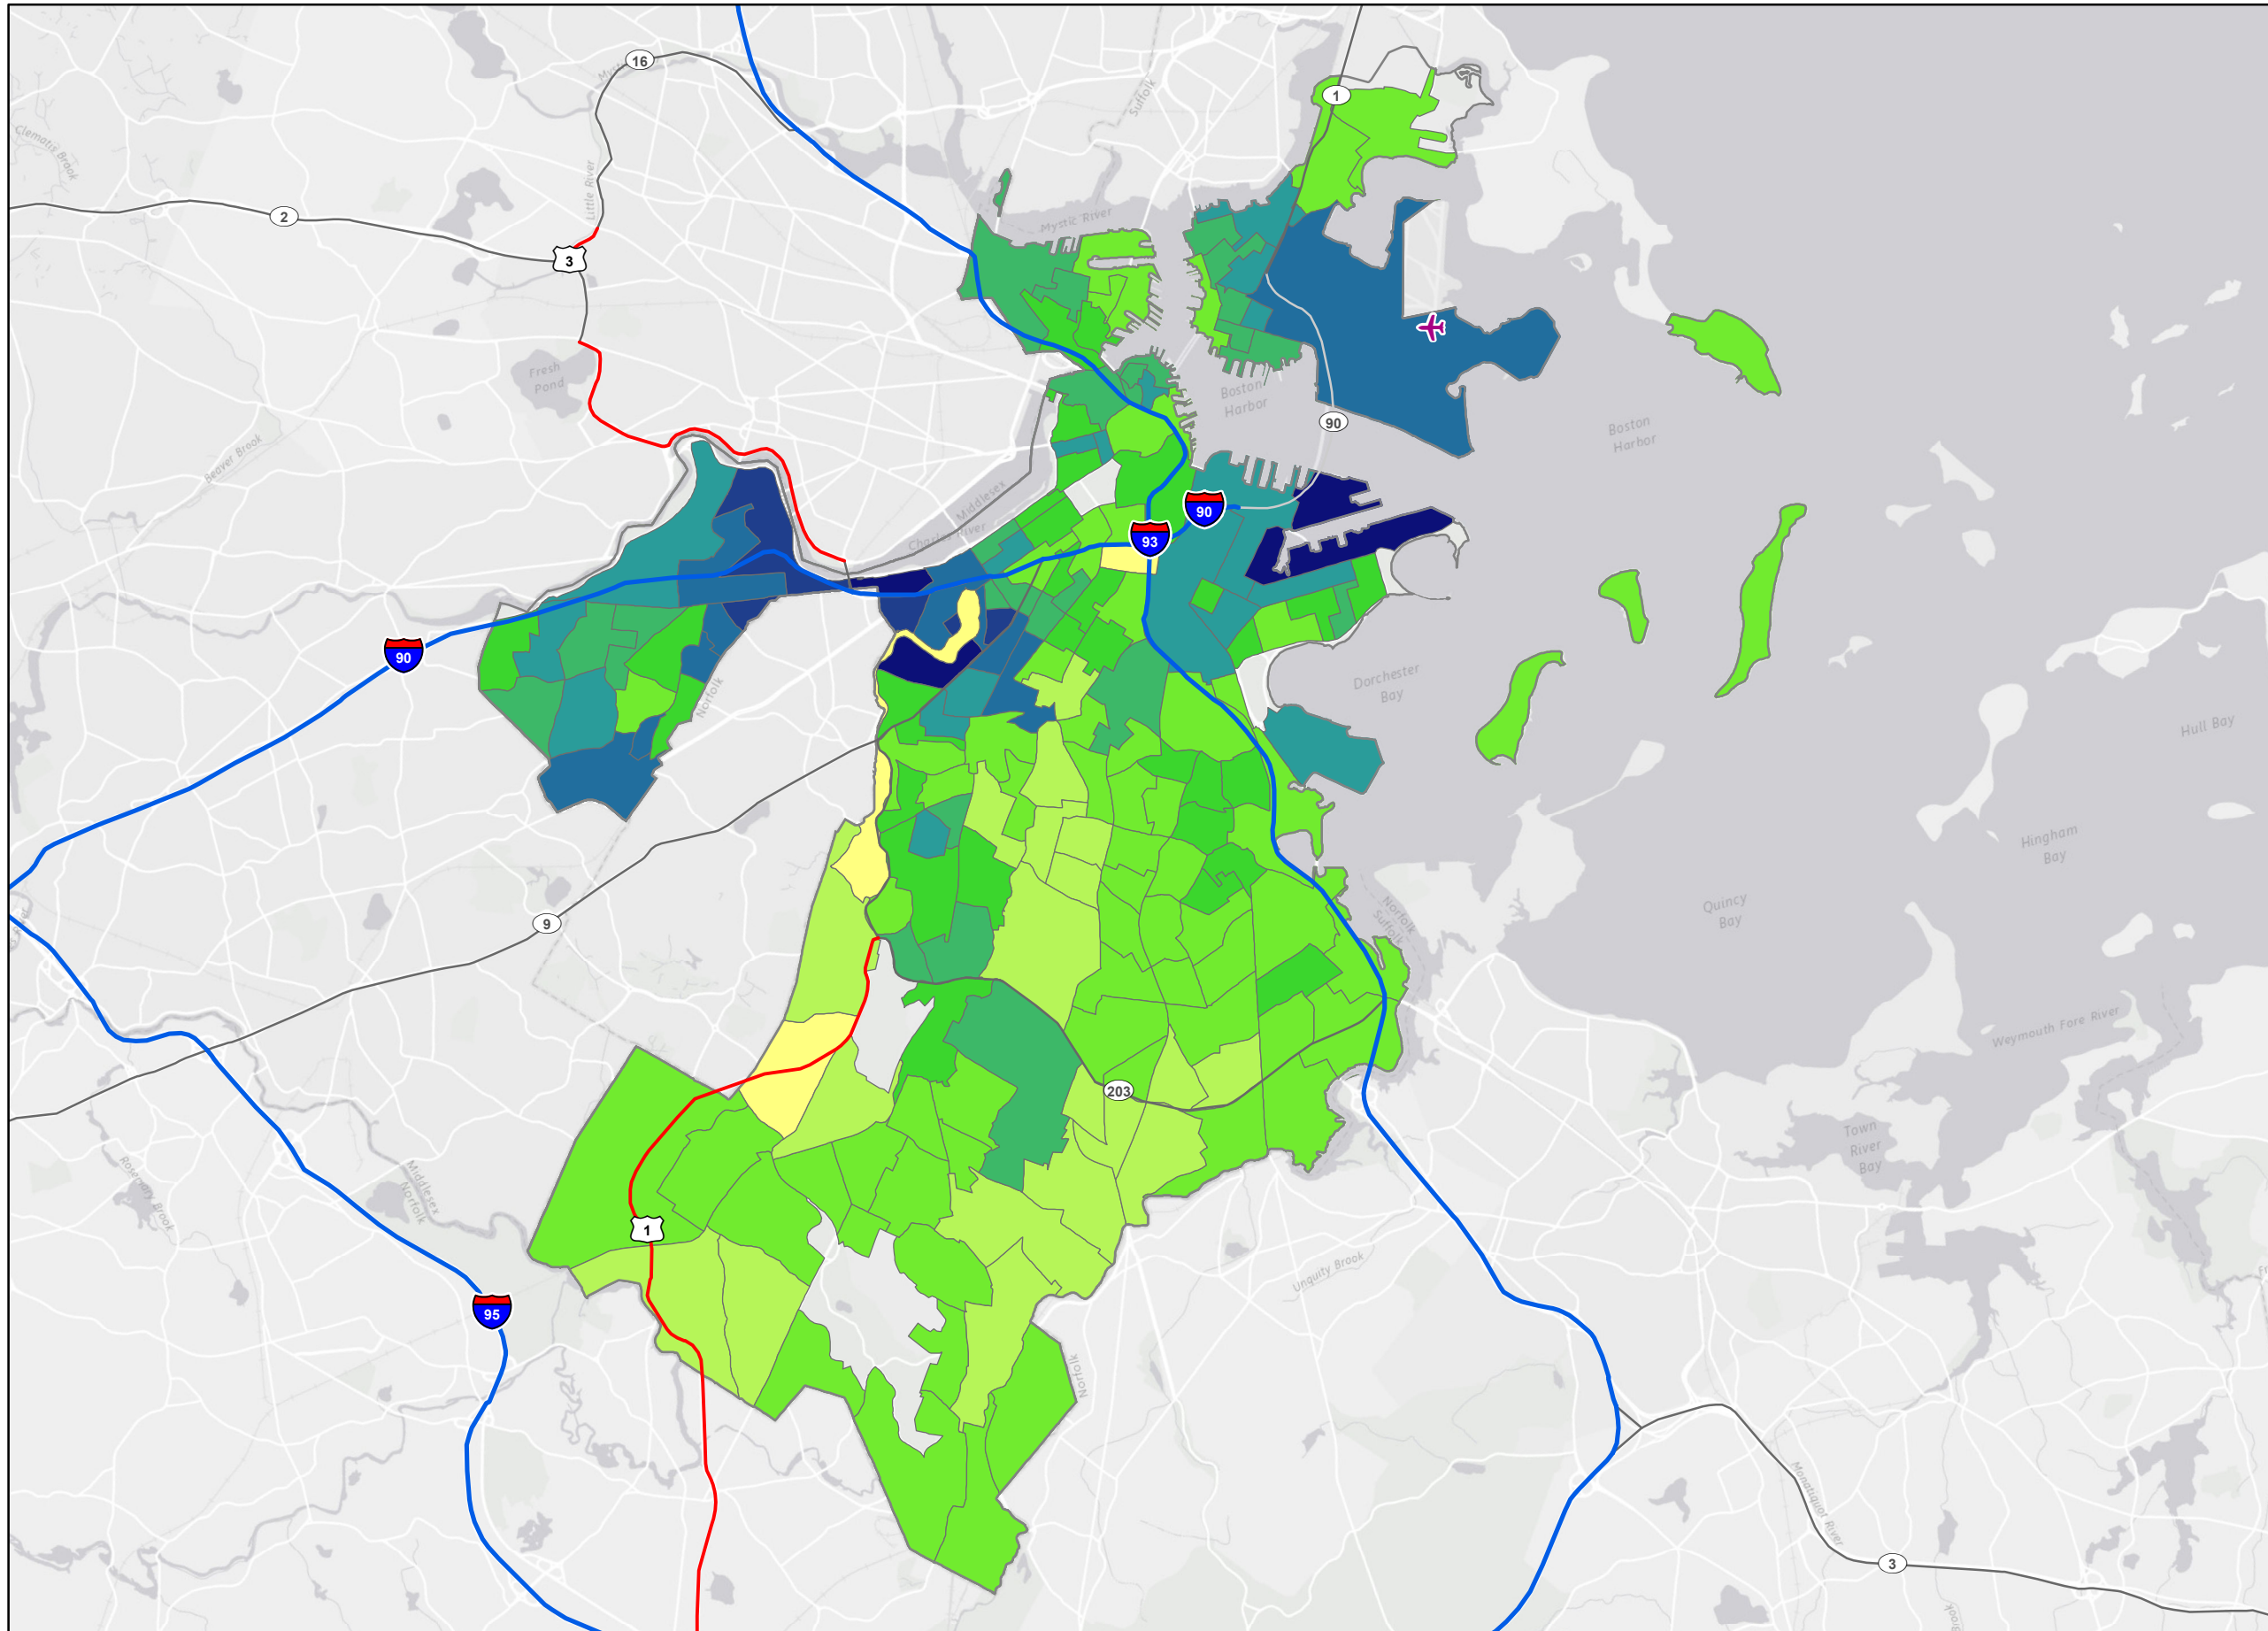 16
Suffolk
1
Clematis Brook
Little River
2
3
Mystic River
Fresh
Pond
Boston
Harbor
90
Boston
Harbor
Beaver Brook
Middlesex
Charles River
90
93
90
Norfolk
Dorchester
Bay
Hull Bay
Hingham
Bay
Quincy
Bay
9
Norfolk
Suffolk
Weymouth Fore River
203
Town
River
Bay
Rosemary Brook
Middlesex
Norfolk
1
Unquity Brook
95
Norfolk
Monatiquot River
3